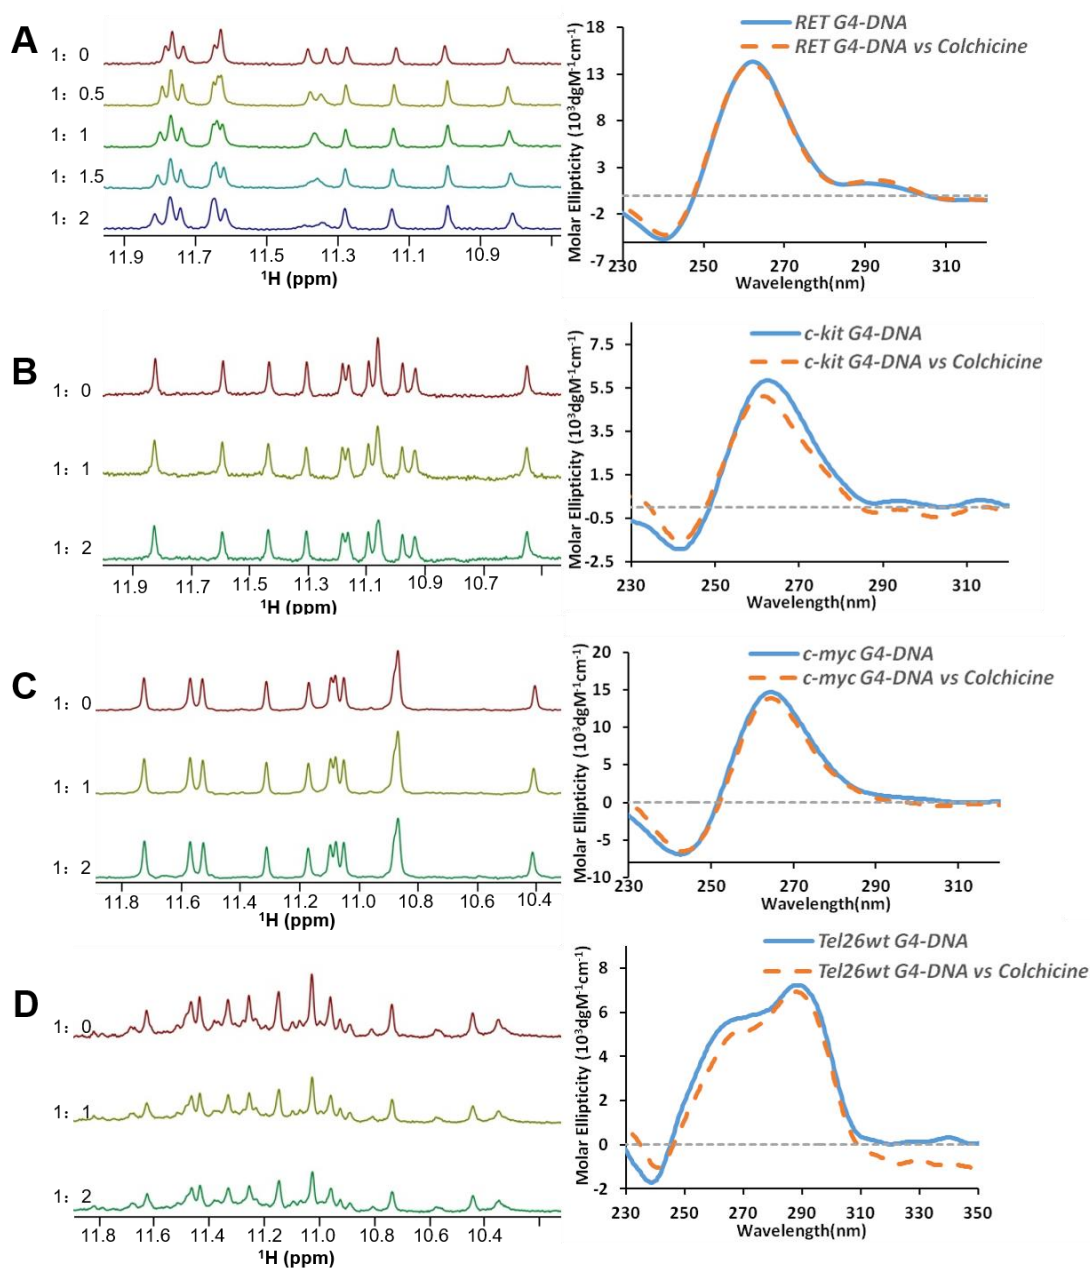 A
1: 0
1: 0.5
1: 1
1: 1.5
1: 2
11.9 11.7 11.5 11.3 11.1 10.9
¹H (ppm)
RET G4-DNA
RET G4-DNA vs Colchicine
Molar Ellipticity (10³dgM⁻¹cm⁻¹)
18
13
8
3
-2
-7
230 250 270 290 310
Wavelength(nm)
B
1: 0
1: 1
1: 2
11.9 11.7 11.5 11.3 11.1 10.9 10.7
¹H (ppm)
c-kit G4-DNA
c-kit G4-DNA vs Colchicine
Molar Ellipticity (10³dgM⁻¹cm⁻¹)
7.5
5.5
3.5
1.5
-0.5
-2.5
230 250 270 290 310
Wavelength(nm)
C
1: 0
1: 1
1: 2
11.8 11.6 11.4 11.2 11.0 10.8 10.6 10.4
¹H (ppm)
c-myc G4-DNA
c-myc G4-DNA vs Colchicine
Molar Ellipticity (10³dgM⁻¹cm⁻¹)
20
15
10
5
0
-5
-10
230 250 270 290 310
Wavelength(nm)
D
1: 0
1: 1
1: 2
11.8 11.6 11.4 11.2 11.0 10.8 10.6 10.4
¹H (ppm)
Tel26wt G4-DNA
Tel26wt G4-DNA vs Colchicine
Molar Ellipticity (10³dgM⁻¹cm⁻¹)
8
6
4
2
0
-2
230 250 270 290 310 330 350
Wavelength(nm)